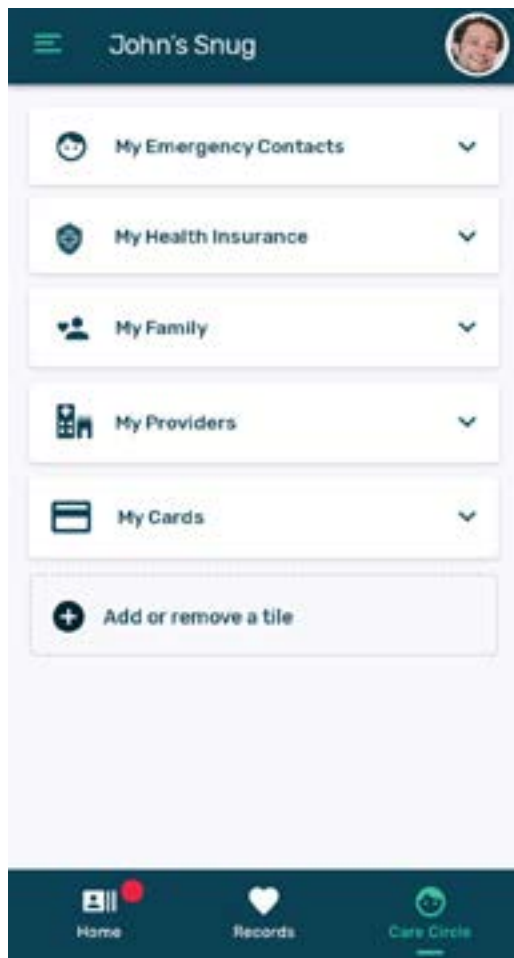 John's Snug
My Emergency Contacts
My Health Insurance
My Family
My Providers
My Cards
Add or remove a tile
Home
Records
Care Circle